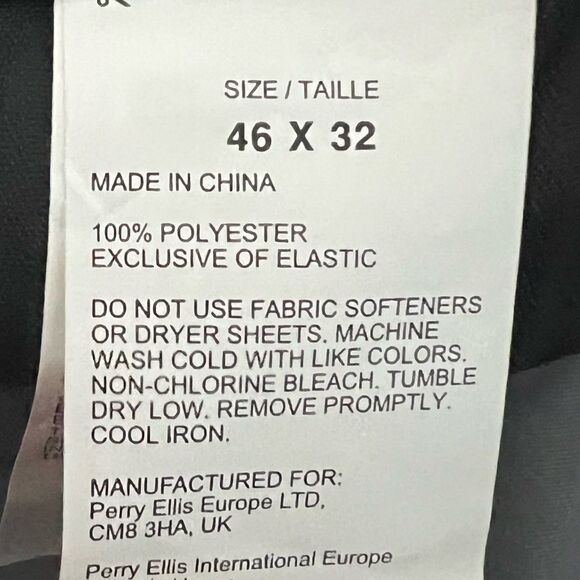 SIZE / TAILLE
46 X 32
MADE IN CHINA
100% POLYESTER
EXCLUSIVE OF ELASTIC
DO NOT USE FABRIC SOFTENERS
OR DRYER SHEETS. MACHINE
WASH COLD WITH LIKE COLORS.
NON-CHLORINE BLEACH. TUMBLE
DRY LOW. REMOVE PROMPTLY.
COOL IRON.
MANUFACTURED FOR:
Perry Ellis Europe LTD,
CM8 3HA, UK
Perry Ellis International Europe